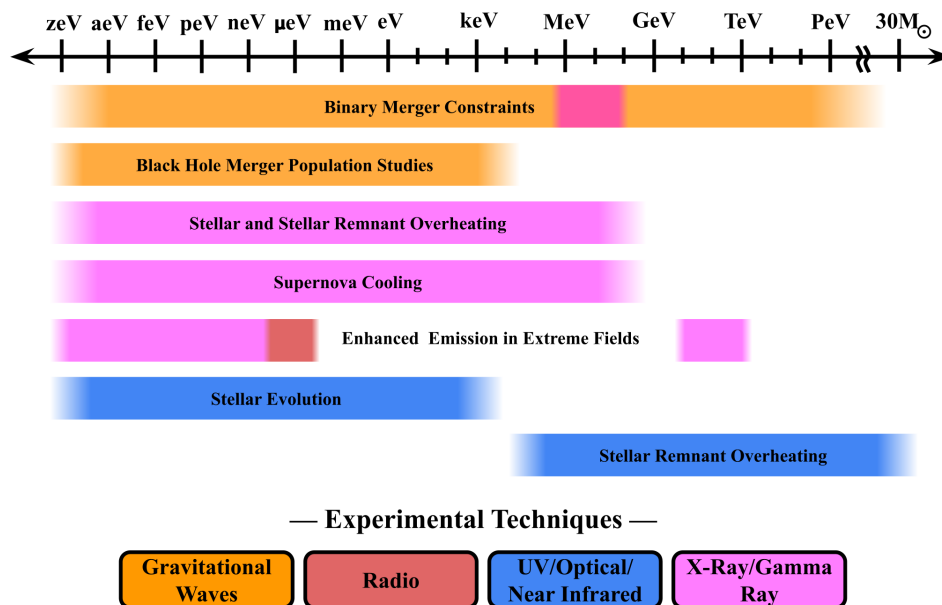 zeV aeV feV peV neV μeV meV eV keV MeV GeV TeV PeV 30M☉
Binary Merger Constraints
Black Hole Merger Population Studies
Stellar and Stellar Remnant Overheating
Supernova Cooling
Enhanced Emission in Extreme Fields
Stellar Evolution
Stellar Remnant Overheating
— Experimental Techniques —
Gravitational
Waves
Radio
UV/Optical/
Near Infrared
X-Ray/Gamma
Ray